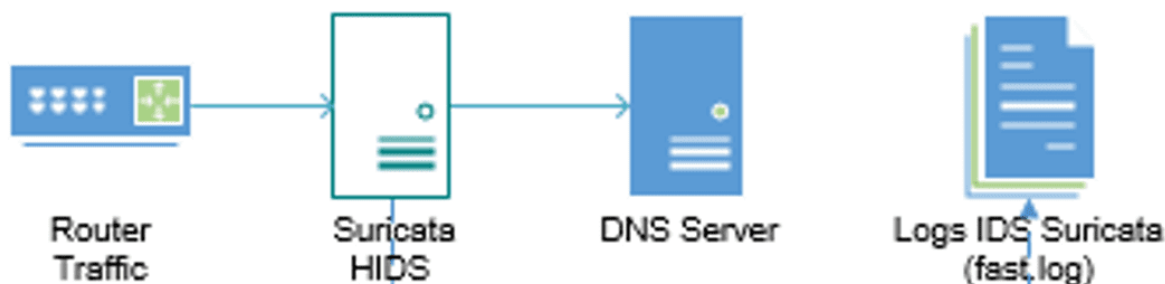 Router
Traffic
Suricata
HIDS
DNS Server
Logs IDS Suricata
(fast.log)